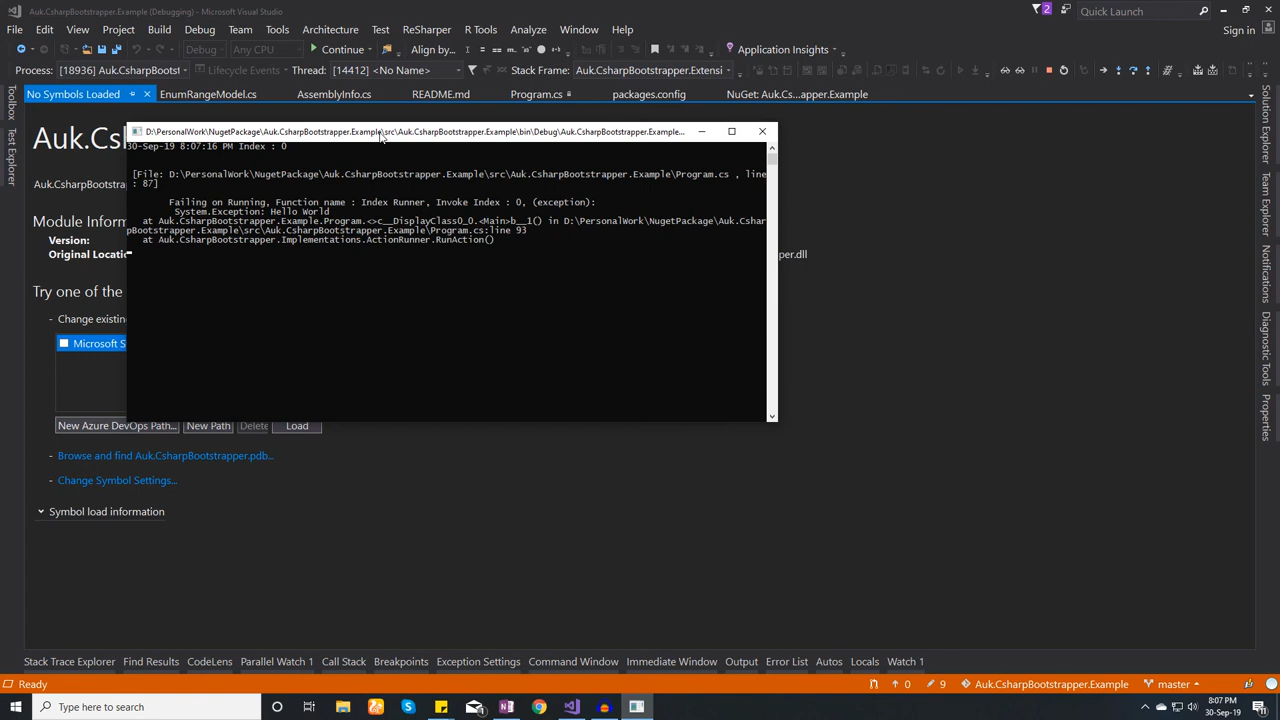 Auk.CsharpBootstrapper.Example (Debugging) - Microsoft Visual Studio
2
Quick Launch
File Edit View Project Build Debug Team Tools Architecture Test ReSharper R Tools Analyze Window Help
Sign in
Debug Any CPU Continue Align by... Application Insights
Process: [18936] Auk.CsharpBootst Lifecycle Events Thread: [14412] <No Name> Stack Frame: Auk.CsharpBootstrapper.Extensi
No Symbols Loaded EnumRangeModel.cs AssemblyInfo.cs README.md Program.cs packages.config NuGet: Auk.Cs...apper.Example
Toolbox
Test Explorer
Solution Explorer
Team Explorer
Notifications
Diagnostic Tools
Properties
Auk.Cs
D:\PersonalWork\NugetPackage\Auk.CsharpBootstrapper.Example\src\Auk.CsharpBootstrapper.Example\bin\Debug\Auk.CsharpBootstrapper.Example...
30-Sep-19 8:07:16 PM Index : 0
[File: D:\PersonalWork\NugetPackage\Auk.CsharpBootstrapper.Example\src\Auk.CsharpBootstrapper.Example\Program.cs , line
: 87]
Failing on Running, Function name : Index Runner, Invoke Index : 0, (exception):
System.Exception: Hello World
at Auk.CsharpBootstrapper.Example.Program.<>c__DisplayClass0_0.<Main>b__1() in D:\PersonalWork\NugetPackage\Auk.Cshar
pBootstrapper.Example\src\Auk.CsharpBootstrapper.Example\Program.cs:line 93
at Auk.CsharpBootstrapper.Implementations.ActionRunner.RunAction()
Auk.CsharpBootstra
Module Inform
Version:
Original Locatio
per.dll
Try one of the
- Change existin
Microsoft S
New Azure DevOps Path... New Path Delete Load
- Browse and find Auk.CsharpBootstrapper.pdb...
- Change Symbol Settings...
Symbol load information
Stack Trace Explorer Find Results CodeLens Parallel Watch 1 Call Stack Breakpoints Exception Settings Command Window Immediate Window Output Error List Autos Locals Watch 1
Ready
0 9 Auk.CsharpBootstrapper.Example master
Type here to search
4
8:07 PM
30-Sep-19